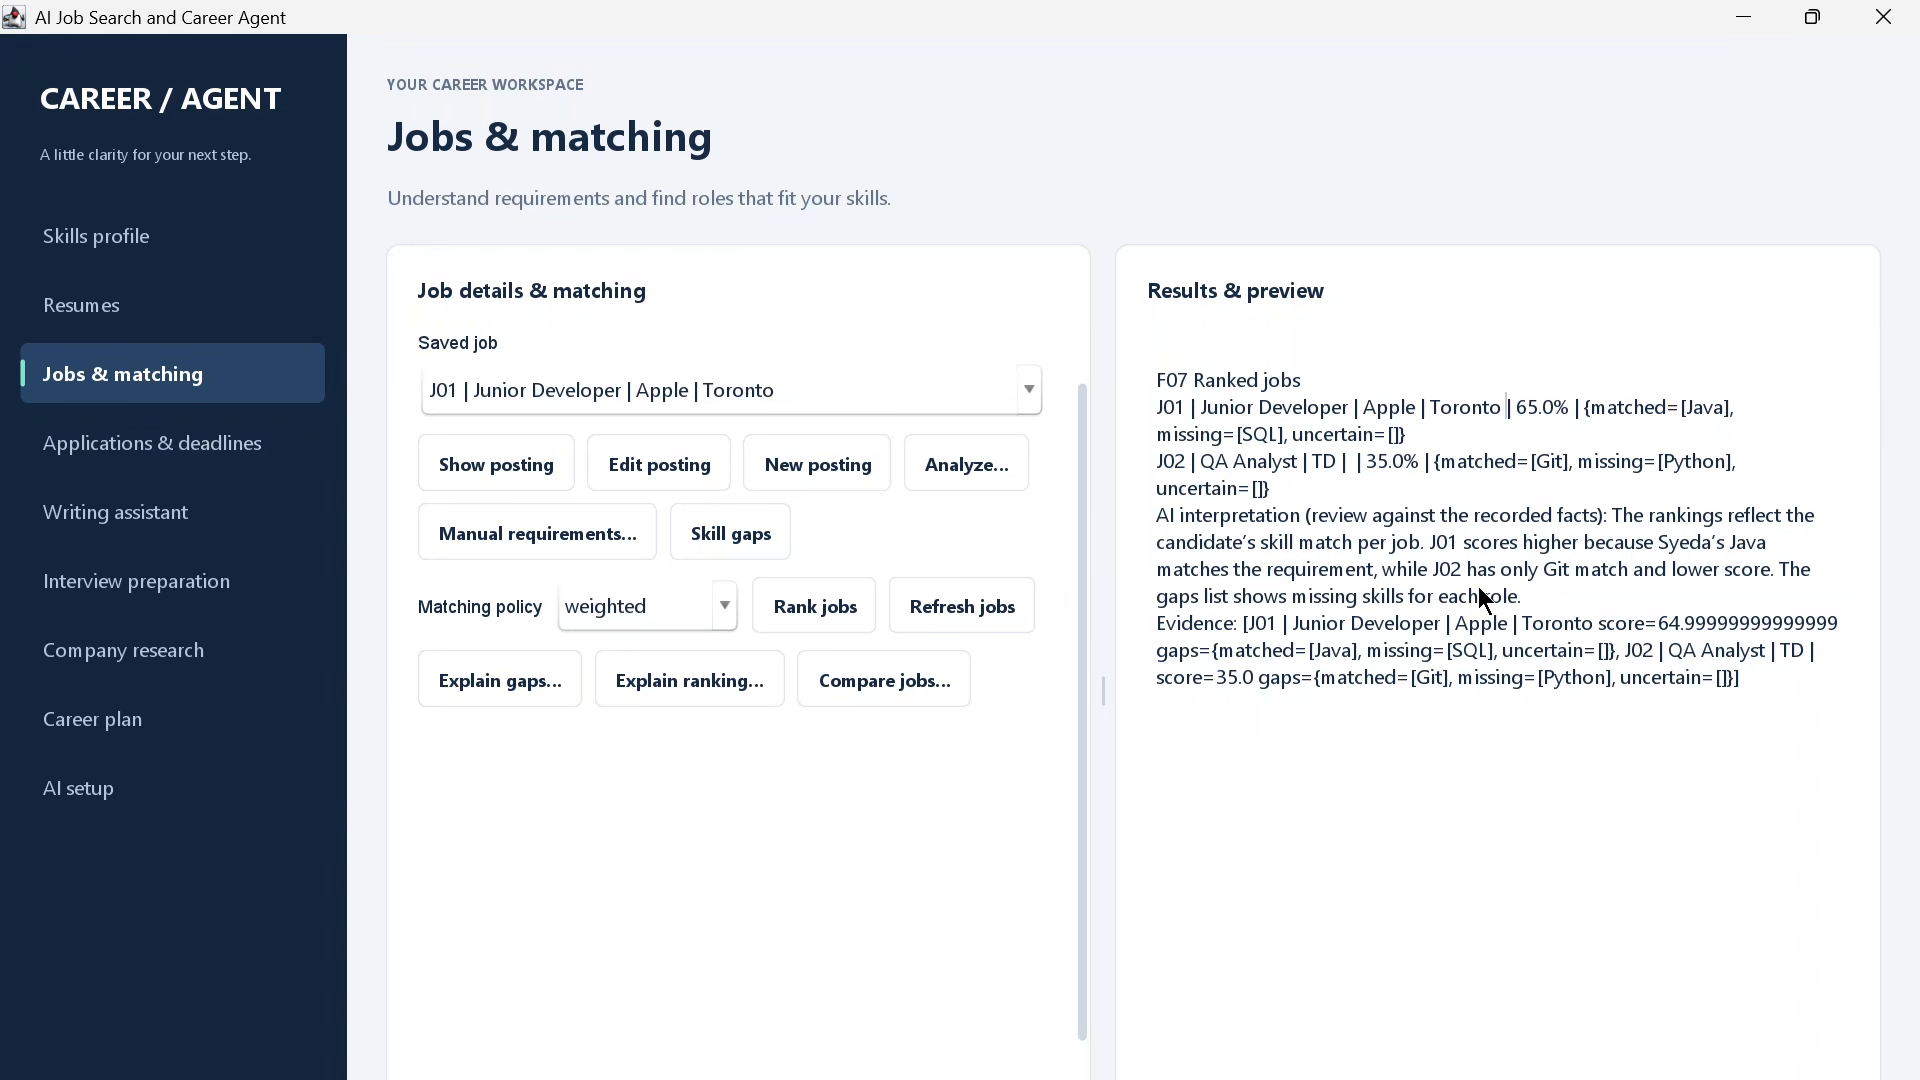 AI Job Search and Career Agent
CAREER / AGENT
A little clarity for your next step.
Skills profile
Resumes
Jobs & matching
Applications & deadlines
Writing assistant
Interview preparation
Company research
Career plan
AI setup
YOUR CAREER WORKSPACE
Jobs & matching
Understand requirements and find roles that fit your skills.
Job details & matching
Saved job
J01 | Junior Developer | Apple | Toronto
Show posting
Edit posting
New posting
Analyze...
Manual requirements...
Skill gaps
Matching policy
weighted
Rank jobs
Refresh jobs
Explain gaps...
Explain ranking...
Compare jobs...
Results & preview
F07 Ranked jobs
J01 | Junior Developer | Apple | Toronto | 65.0% | {matched=[Java],
missing=[SQL], uncertain=[]}
J02 | QA Analyst | TD | | 35.0% | {matched=[Git], missing=[Python],
uncertain=[]}
AI interpretation (review against the recorded facts): The rankings reflect the
candidate's skill match per job. J01 scores higher because Syeda's Java
matches the requirement, while J02 has only Git match and lower score. The
gaps list shows missing skills for each role.
Evidence: [J01 | Junior Developer | Apple | Toronto score=64.99999999999999
gaps={matched=[Java], missing=[SQL], uncertain=[]}, J02 | QA Analyst | TD |
score=35.0 gaps={matched=[Git], missing=[Python], uncertain=[]}]